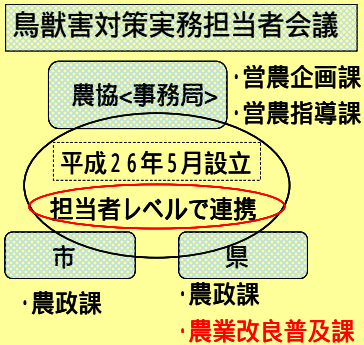 鳥獣害対策実務担当者会議
農協<事務局>
・営農企画課
・営農指導課
平成26年5月設立
担当者レベルで連携
市
県
・農政課
・農政課
・農業改良普及課